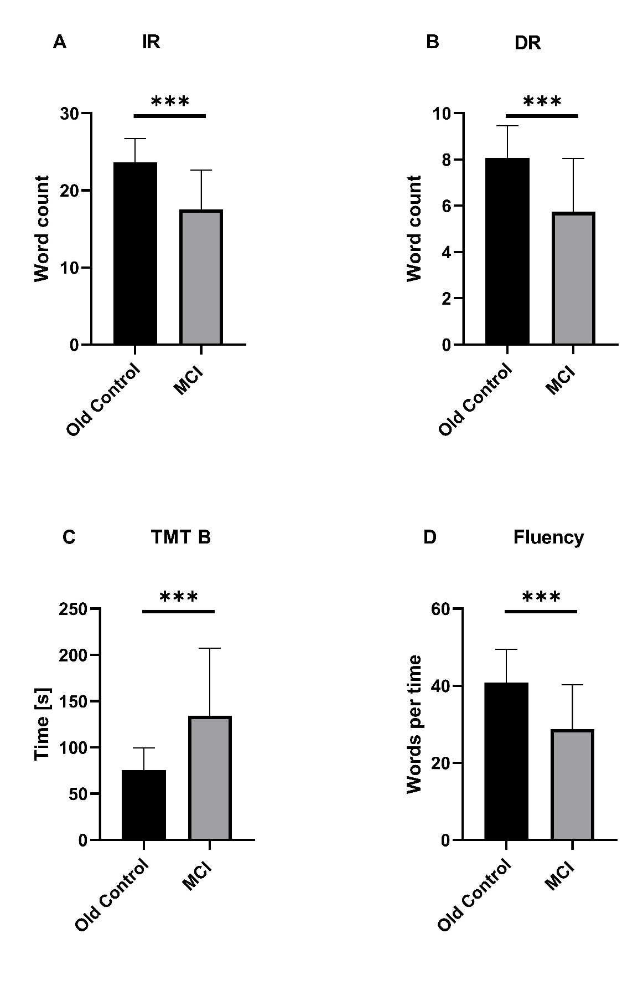 A IR
***
30
20
10
0
Word count
Old Control
MCI
B DR
***
10
8
6
4
2
0
Word count
Old Control
MCI
C TMT B
***
250
200
150
100
50
0
Time [s]
Old Control
MCI
D Fluency
***
60
40
20
0
Words per time
Old Control
MCI